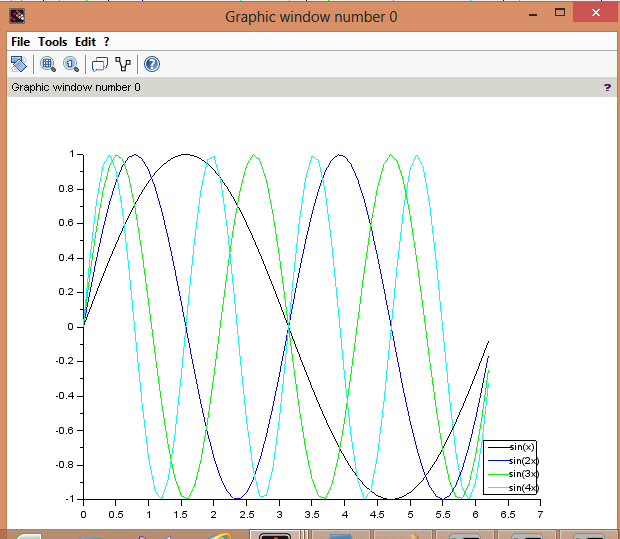 Graphic window number 0
File Tools Edit ?
Graphic window number 0 ?
1
0.8
0.6
0.4
0.2
0
-0.2
-0.4
-0.6
-0.8
-1
0 0.5 1 1.5 2 2.5 3 3.5 4 4.5 5 5.5 6 6.5 7
sin(x)
sin(2x)
sin(3x)
sin(4x)